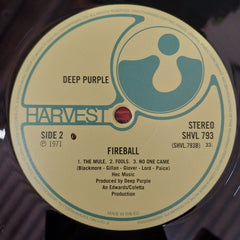 DEEP PURPLE
HARVEST
STEREO
SHVL 793
(SHVL 793B) 33
SIDE 2
℗ 1971
FIREBALL
1. THE MULE. 2. FOOLS. 3. NO ONE CAME
(Blackmore - Gillan - Glover - Lord - Paice)
Hec Music
Produced by Deep Purple
An Edwards/Coletta
Production